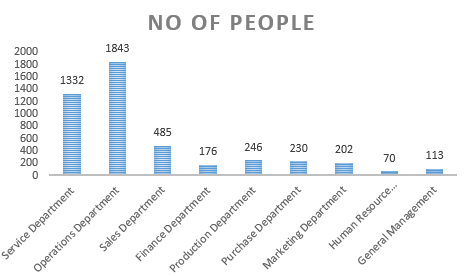 NO OF PEOPLE
2000
1800
1600
1400
1200
1000
800
600
400
200
0
1332
1843
485
176
246
230
202
70
113
Service Department
Operations Department
Sales Department
Finance Department
Production Department
Purchase Department
Marketing Department
Human Resource...
General Management